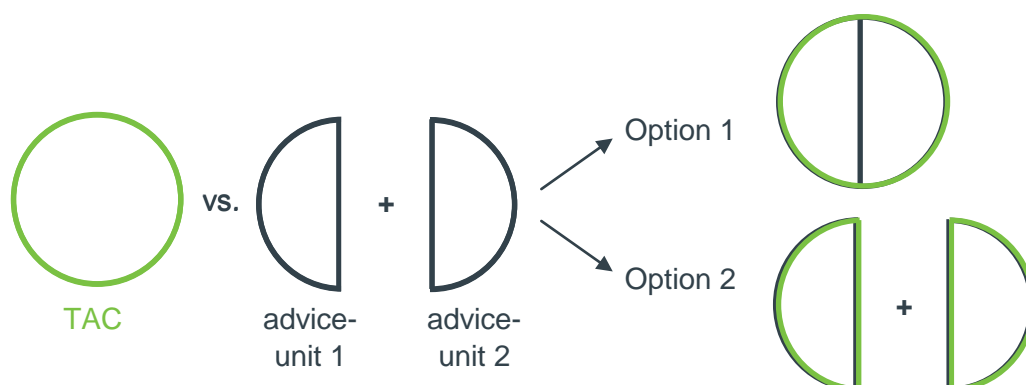 Option 1
vs.
+
Option 2
TAC
advice-
unit 1
advice-
unit 2
+